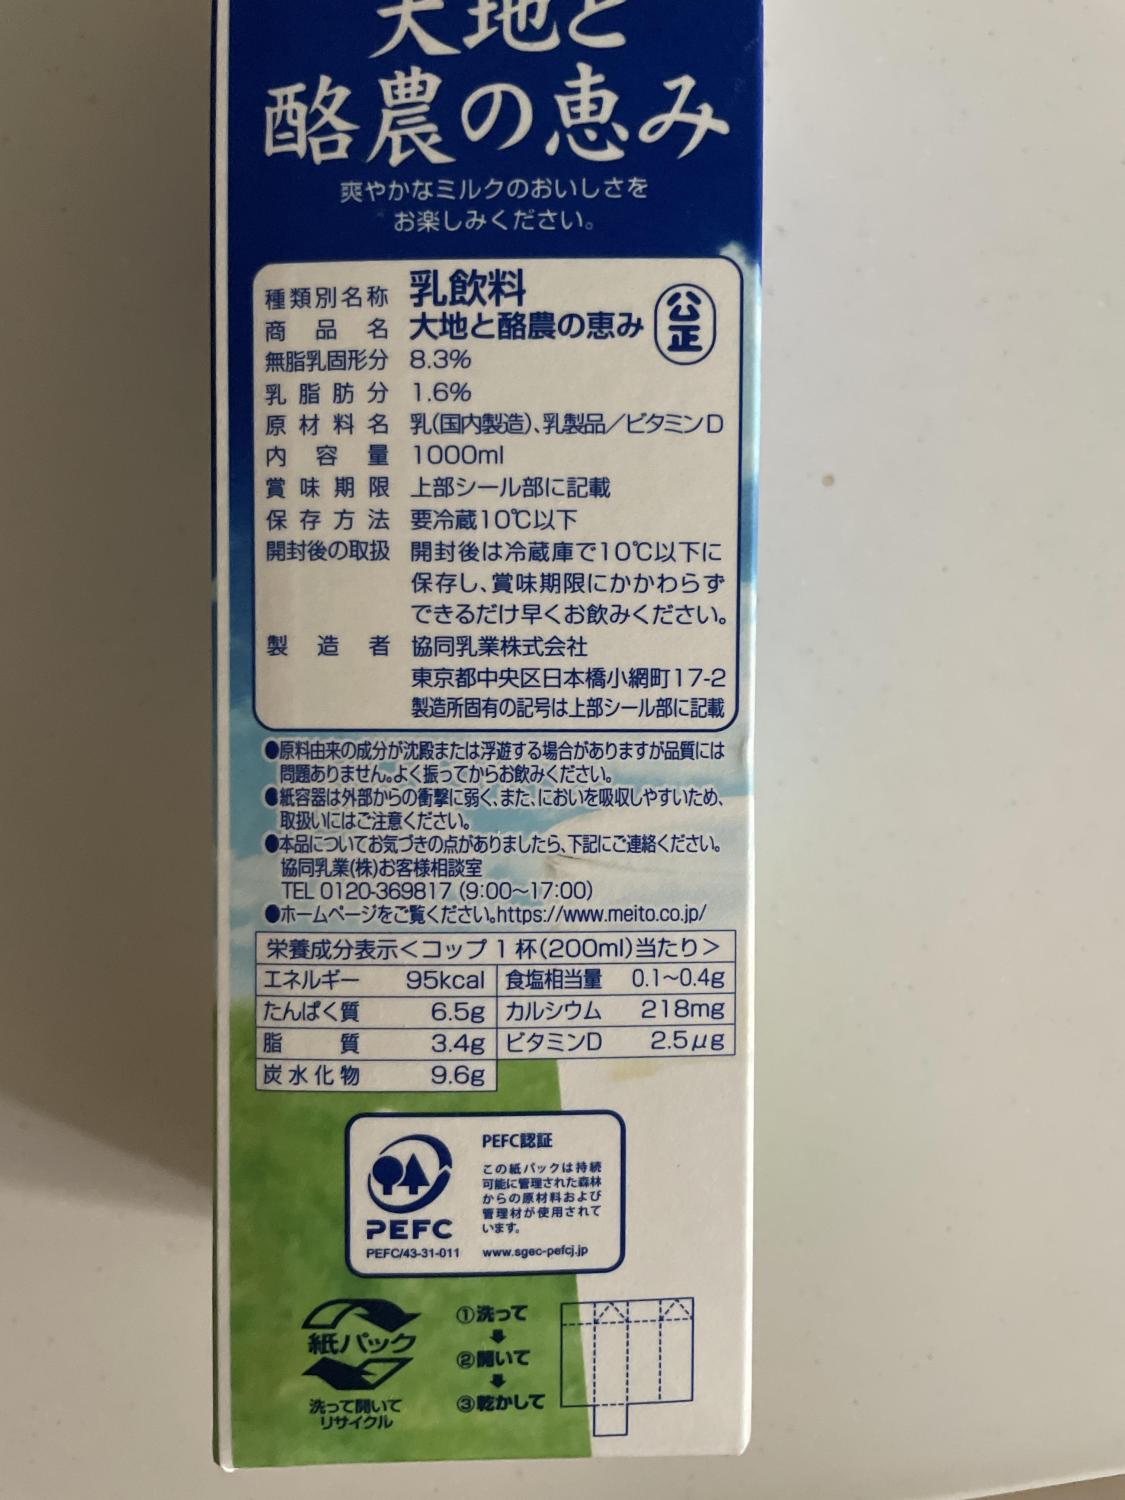 大地と
酪農の恵み
爽やかなミルクのおいしさを
お楽しみください。
種類別名称 乳飲料
商品名 大地と酪農の恵み
公正
無脂乳固形分 8.3%
乳脂肪分 1.6%
原材料名 乳(国内製造)、乳製品/ビタミンD
内容量 1000ml
賞味期限 上部シール部に記載
保存方法 要冷蔵10℃以下
開封後の取扱 開封後は冷蔵庫で10℃以下に
保存し、賞味期限にかかわらず
できるだけ早くお飲みください。
製造者 協同乳業株式会社
東京都中央区日本橋小網町17-2
製造所固有の記号は上部シール部に記載
●原料由来の成分が沈殿または浮遊する場合がありますが品質には
問題ありません。よく振ってからお飲みください。
●紙容器は外部からの衝撃に弱く、また、においを吸収しやすいため、
取扱いにはご注意ください。
●本品についてお気づきの点がありましたら、下記にご連絡ください。
協同乳業(株)お客様相談室
TEL 0120-369817 (9:00〜17:00)
●ホームページをご覧ください。https://www.meito.co.jp/
栄養成分表示<コップ1杯(200ml)当たり>
エネルギー 95kcal 食塩相当量 0.1〜0.4g
たんぱく質 6.5g カルシウム 218mg
脂質 3.4g ビタミンD 2.5μg
炭水化物 9.6g
PEFC認証
この紙パックは持続
可能に管理された森林
からの原材料および
管理材が使用されて
います。
PEFC
PEFC/43-31-011 www.sgec-pefcj.jp
紙パック
洗って開いて
リサイクル
①洗って
②開いて
③乾かして